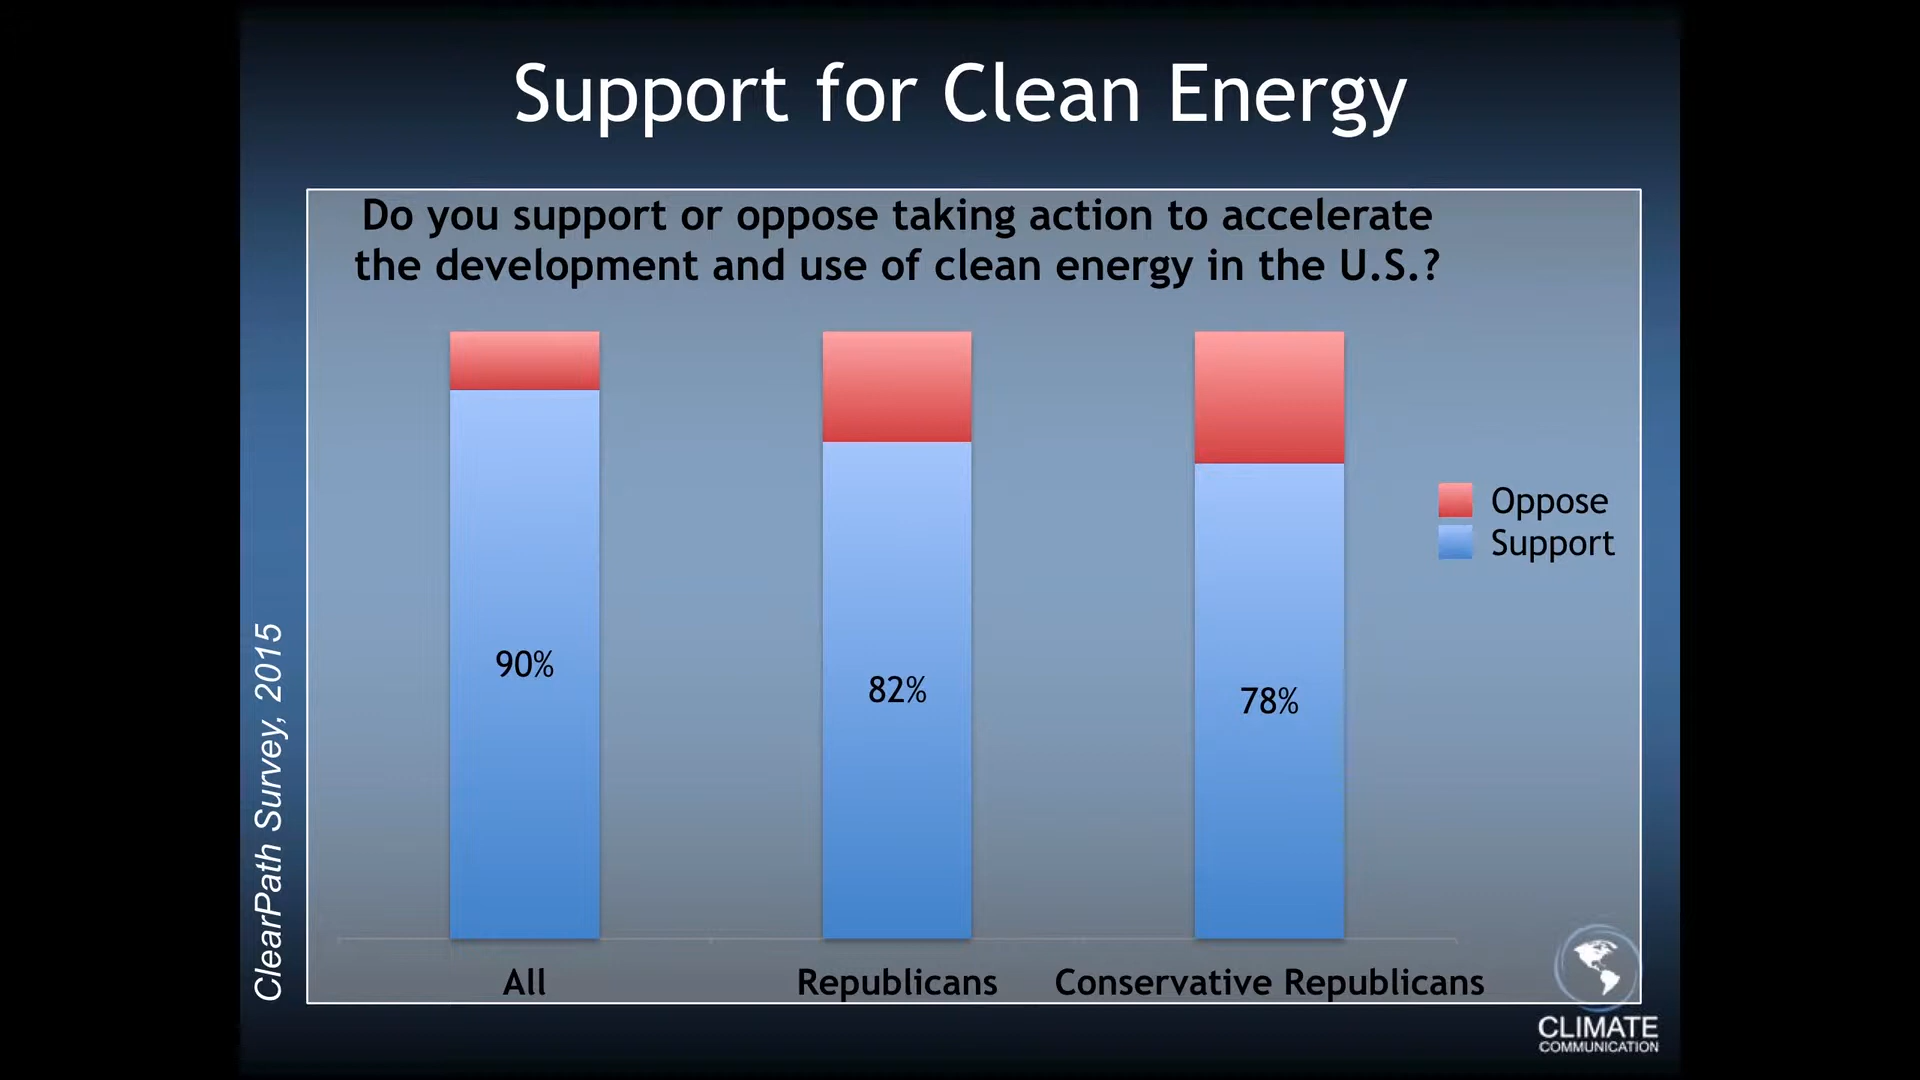 Support for Clean Energy
Do you support or oppose taking action to accelerate
the development and use of clean energy in the U.S.?
90%
82%
78%
Oppose
Support
All
Republicans
Conservative Republicans
ClearPath Survey, 2015
CLIMATE
COMMUNICATION